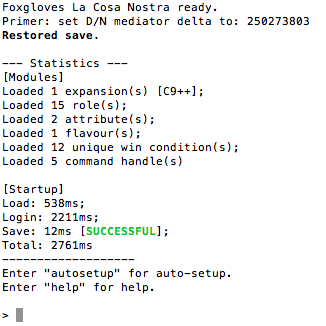 Foxgloves La Cosa Nostra ready.
Primer: set D/N mediator delta to: 250273803
Restored save.
--- Statistics ---
[Modules]
Loaded 1 expansion(s) [C9++];
Loaded 15 role(s);
Loaded 2 attribute(s);
Loaded 1 flavour(s);
Loaded 12 unique win condition(s);
Loaded 5 command handle(s)
[Startup]
Load: 538ms;
Login: 2211ms;
Save: 12ms [SUCCESSFUL];
Total: 2761ms
-------------------
Enter "autosetup" for auto-setup.
Enter "help" for help.
>